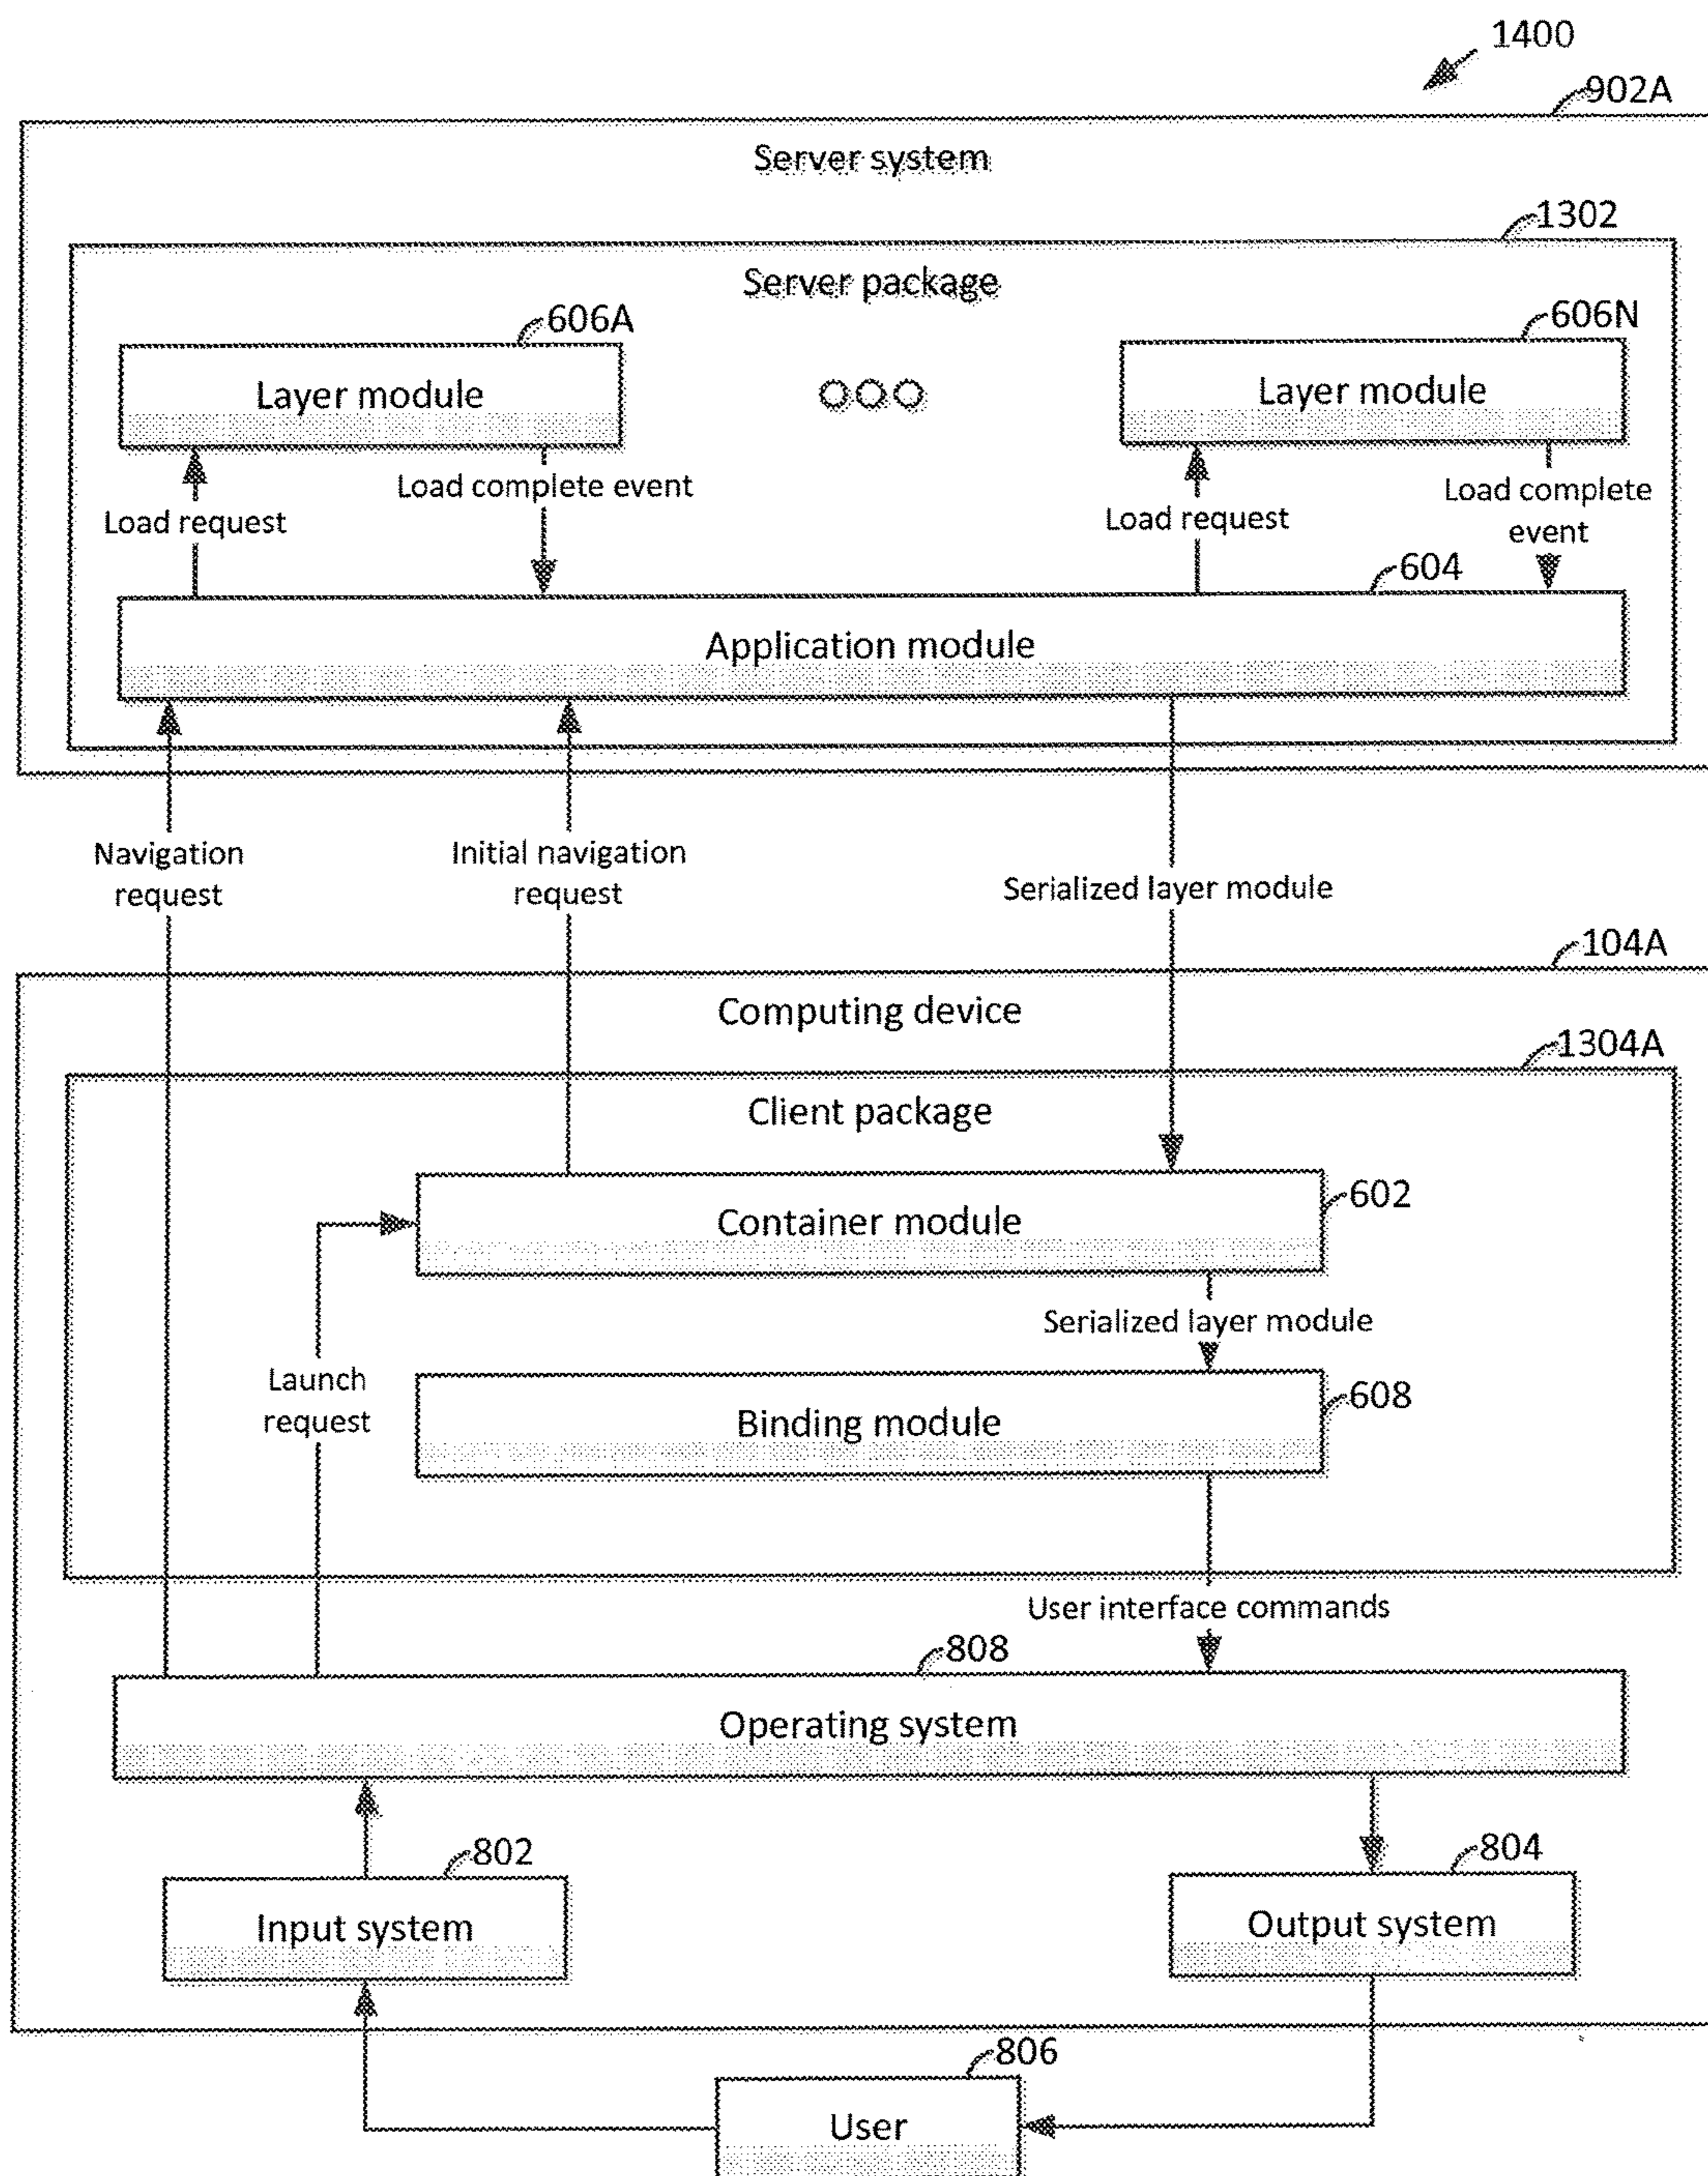 1400
902A
Server system
1302
Server package
606A
606N
Layer module
Layer module
Load complete event
Load complete
event
Load request
Load request
604
Application module
Navigation
request
Initial navigation
request
Serialized layer module
104A
Computing device
1304A
Client package
602
Container module
Serialized layer module
Launch
request
608
Binding module
User interface commands
808
Operating system
802
804
Input system
Output system
806
User